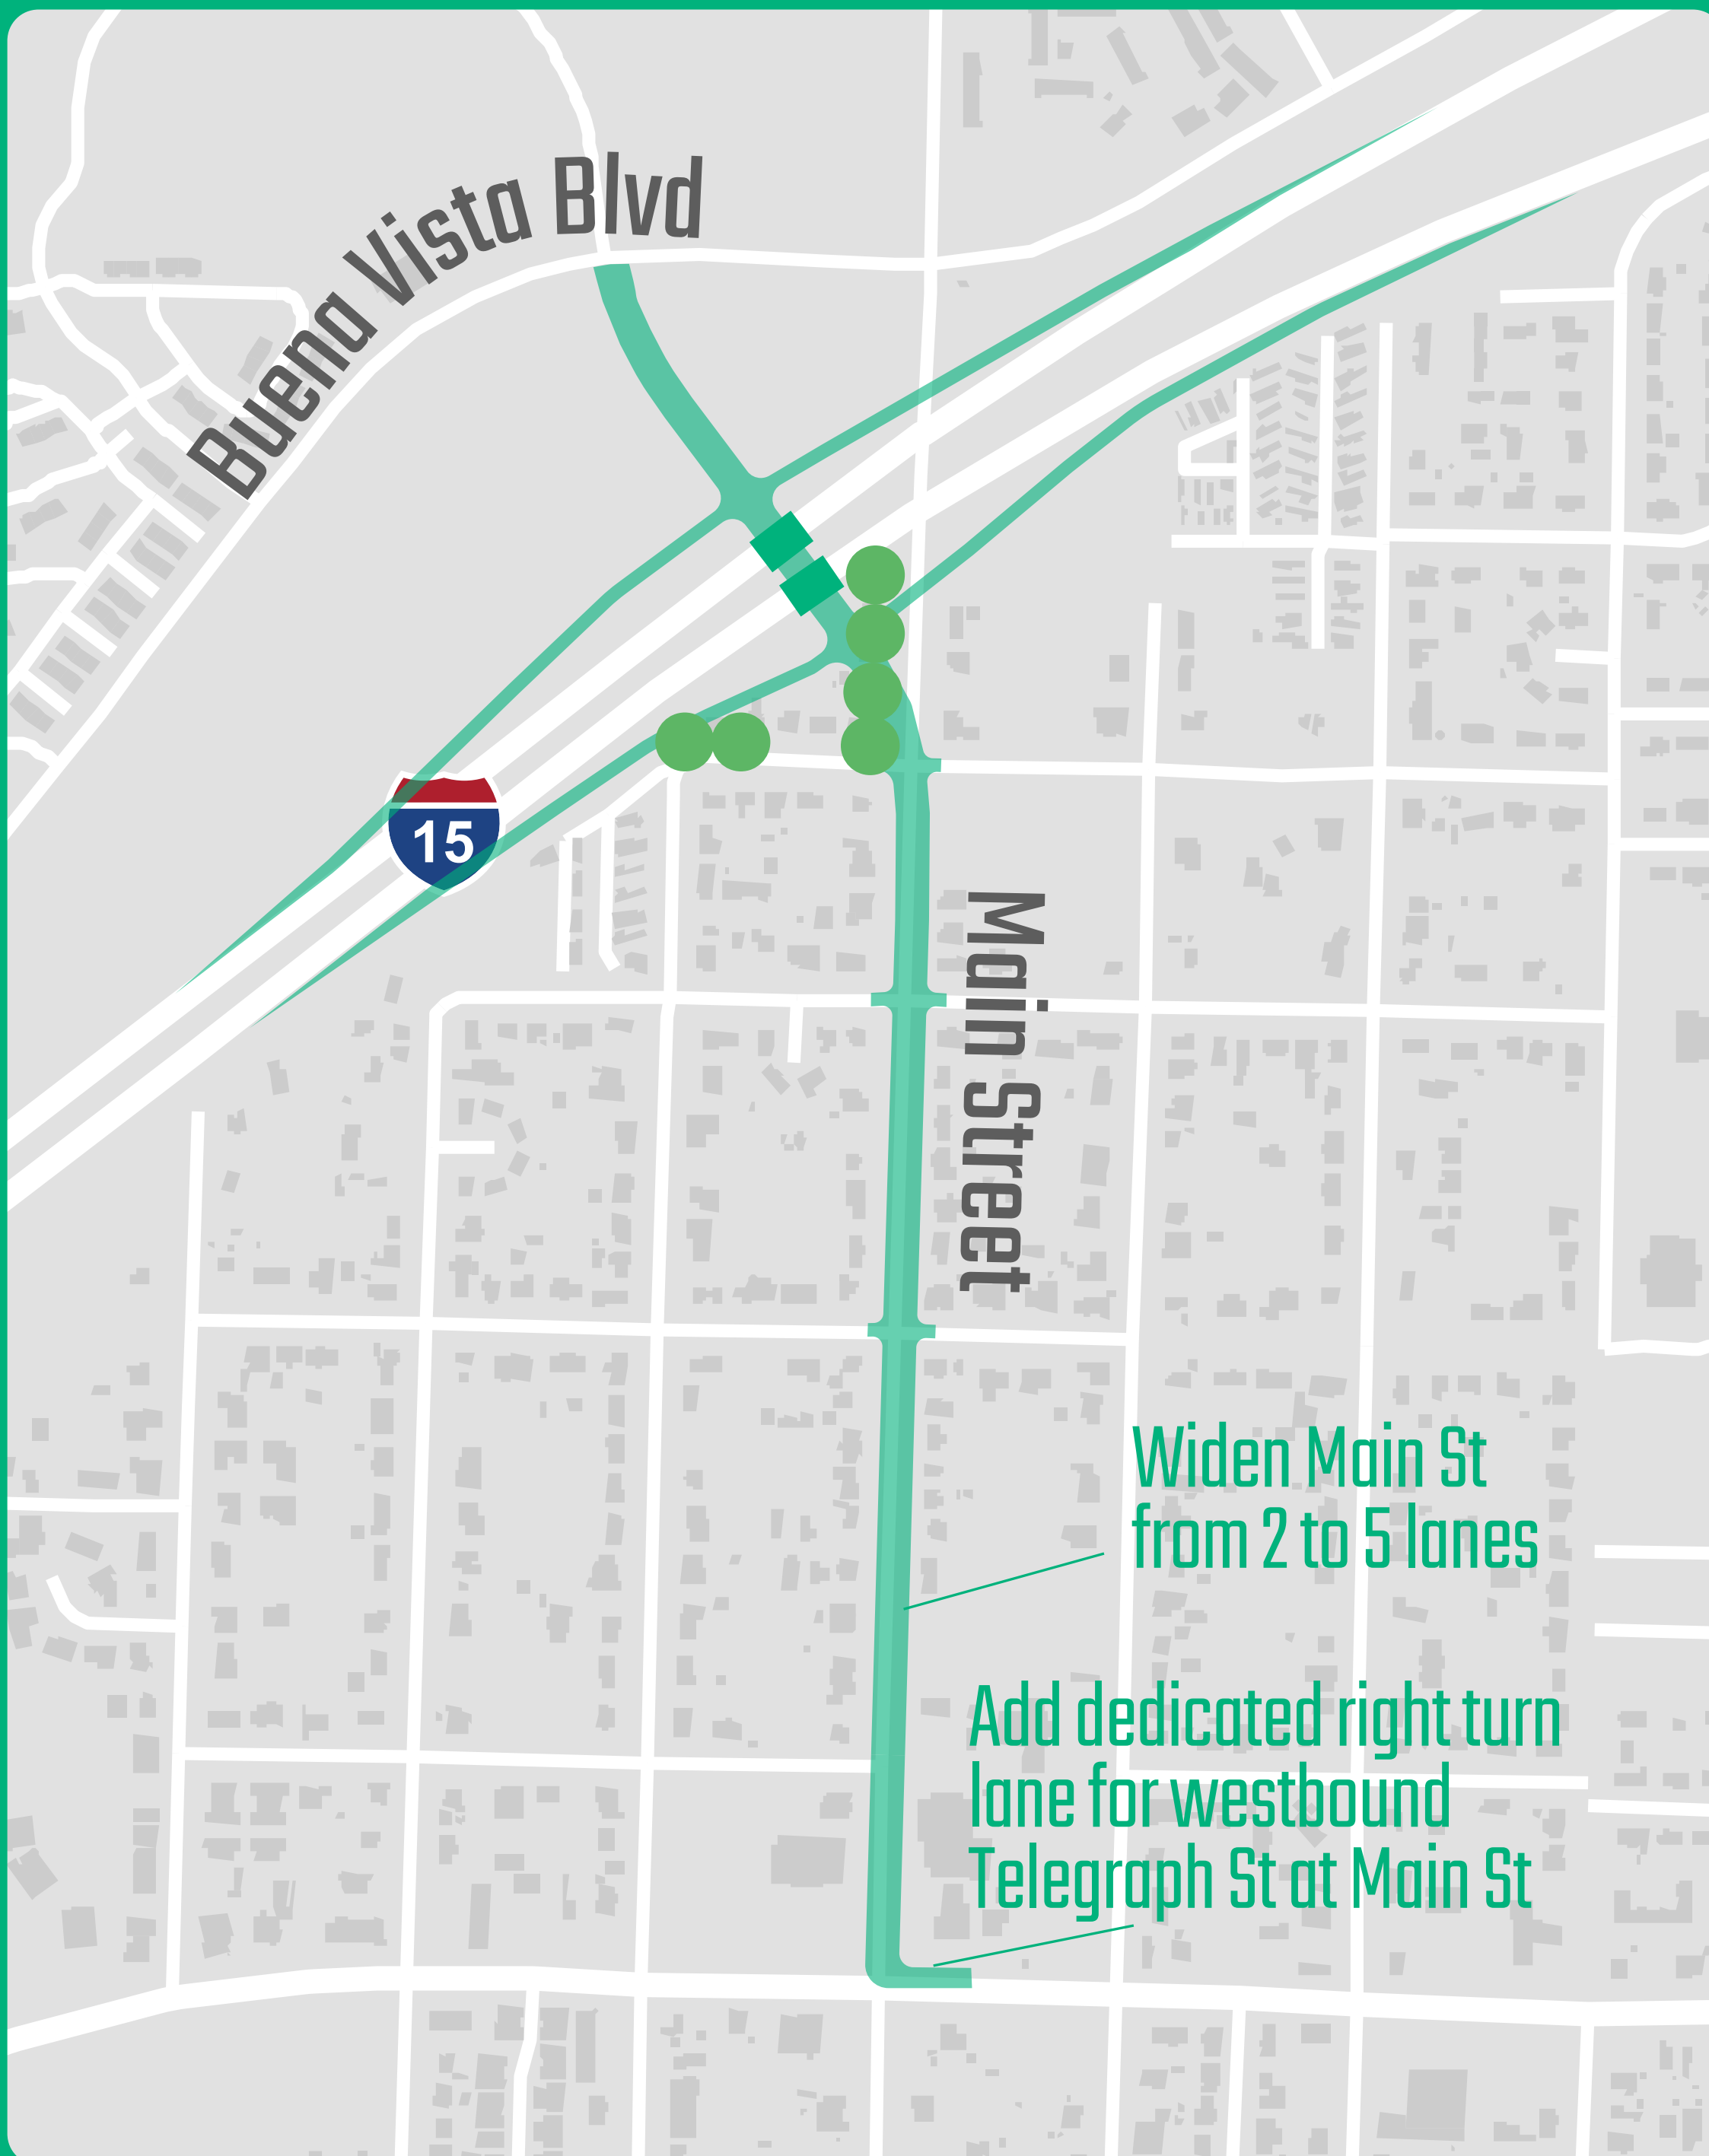 Buena Vista Blvd
15
Main Street
Widen Main St
from 2 to 5 lanes
Add dedicated right turn
lane for westbound
Telegraph St at Main St